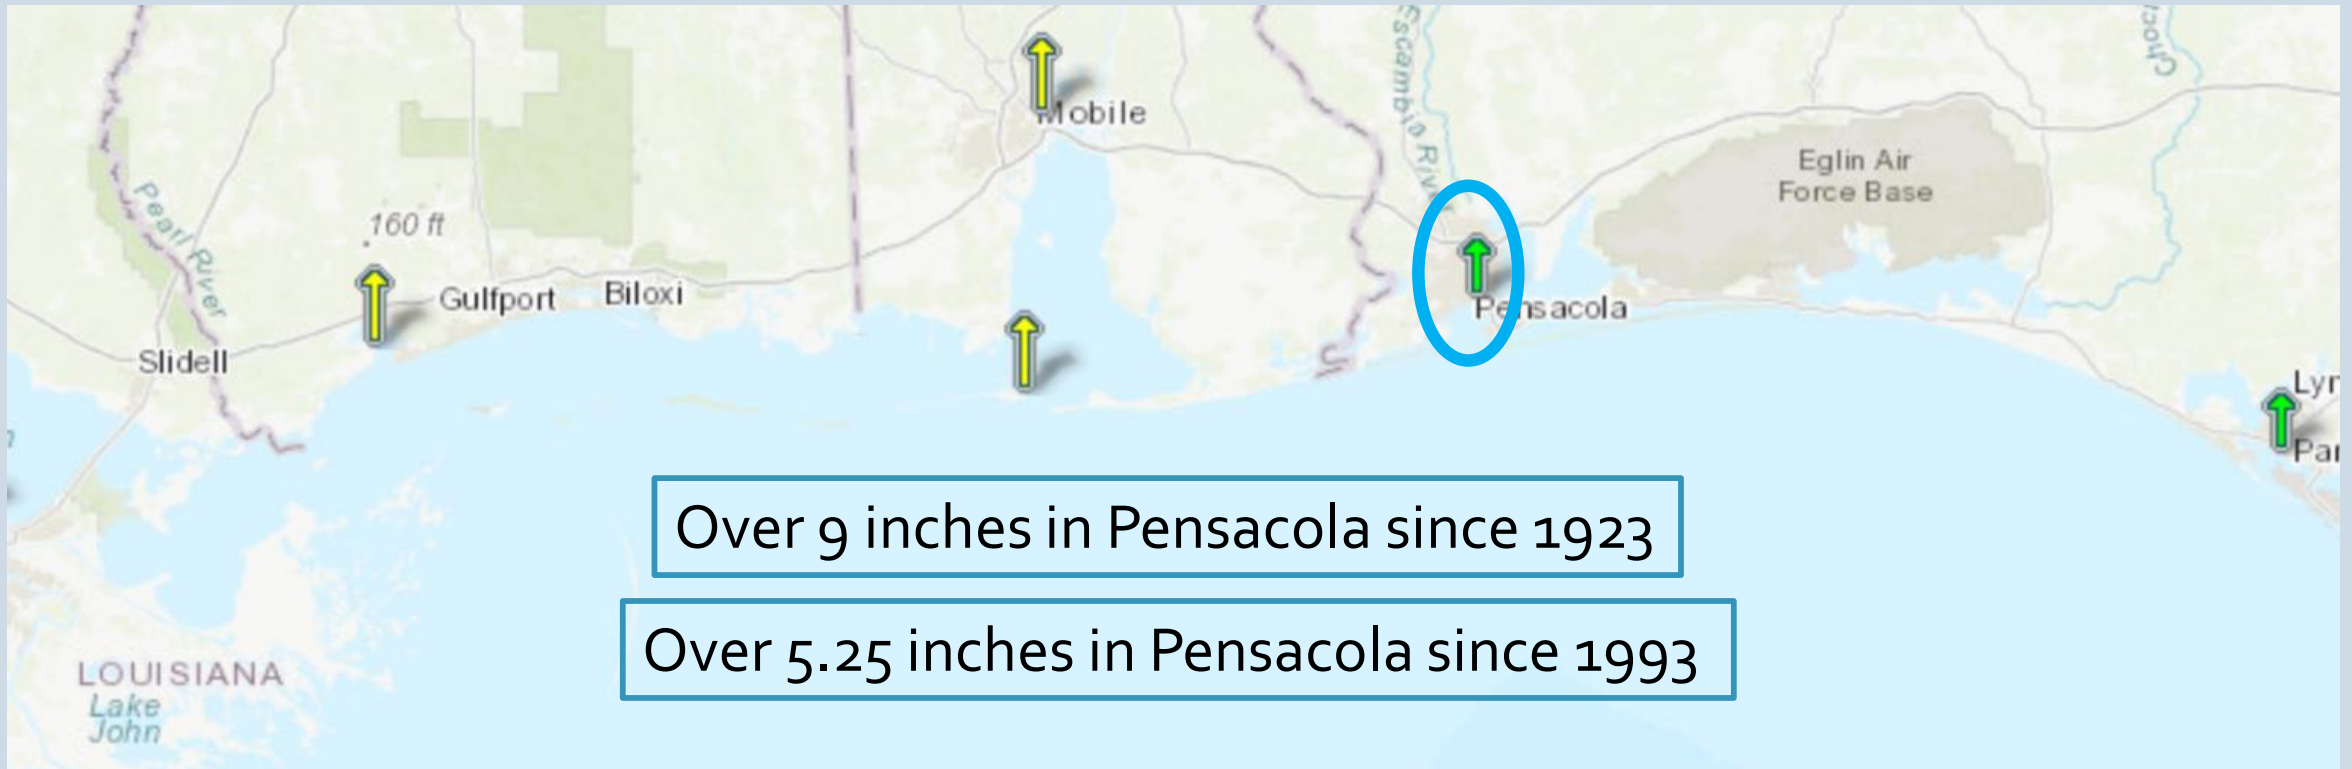 Escambia River
Mobile
Eglin Air
Force Base
Pearl River
160 ft
Gulfport
Biloxi
Pensacola
Slidell
Over 9 inches in Pensacola since 1923
Over 5.25 inches in Pensacola since 1993
LOUISIANA
Lake
John